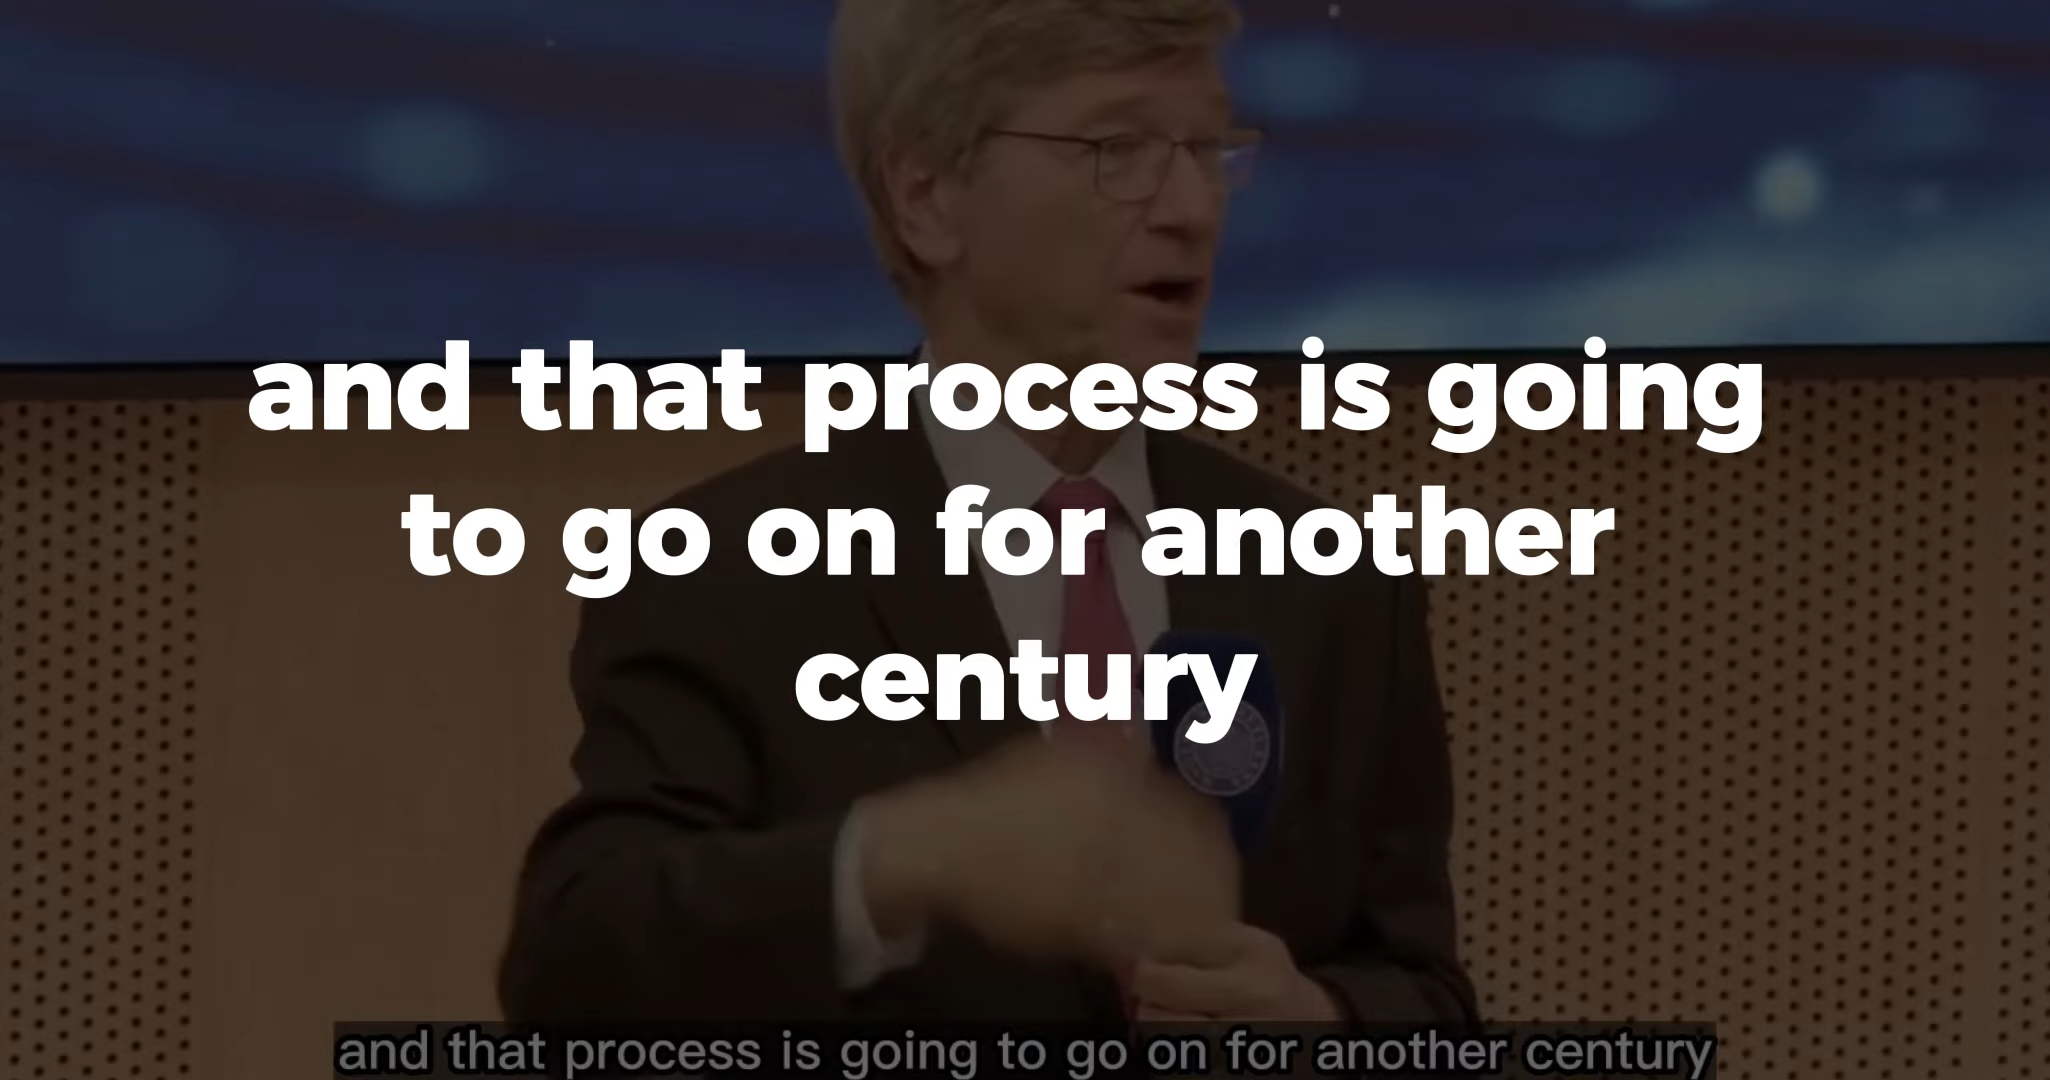 and that process is going
to go on for another
century
and that process is going to go on for another century